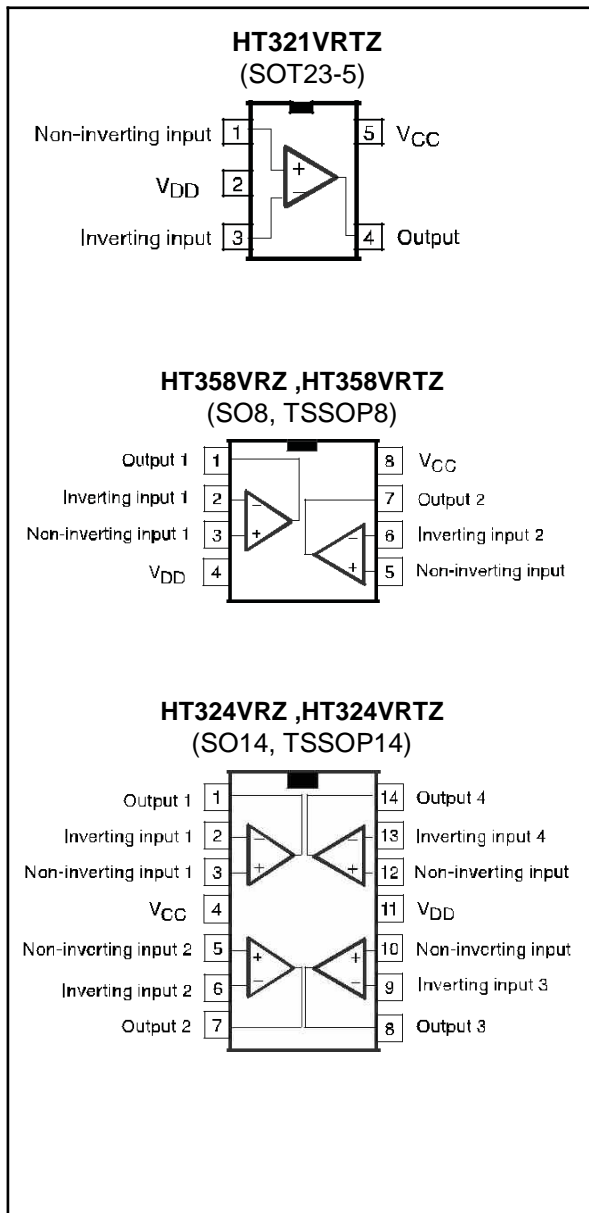 HT321VRTZ
(SOT23-5)
Non-inverting input 1 5 VCC
VDD 2
+
−
Inverting input 3 4 Output
HT358VRZ ,HT358VRTZ
(SO8, TSSOP8)
Output 1 1 8 VCC
Inverting input 1 2 − 7 Output 2
Non-inverting input 1 3 + − 6 Inverting input 2
VDD 4 + 5 Non-inverting input
HT324VRZ ,HT324VRTZ
(SO14, TSSOP14)
Output 1 1 14 Output 4
Inverting input 1 2 − − 13 Inverting input 4
Non-inverting input 1 3 + + 12 Non-inverting input
VCC 4 11 VDD
Non-inverting input 2 5 + + 10 Non-inverting input
Inverting input 2 6 − − 9 Inverting input 3
Output 2 7 8 Output 3